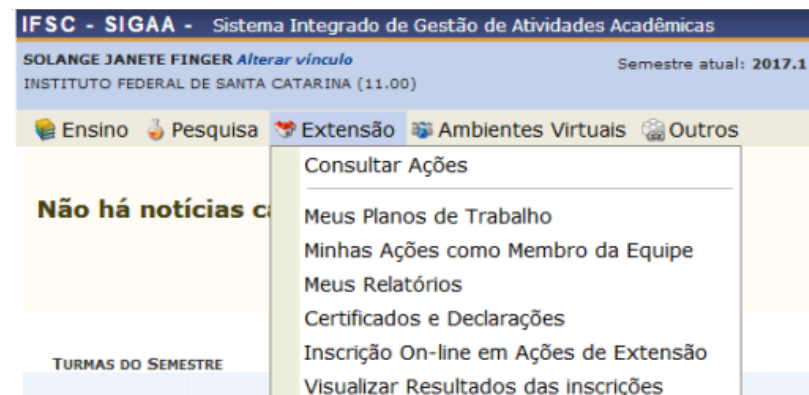 IFSC - SIGAA - Sistema Integrado de Gestão de Atividades Acadêmicas
SOLANGE JANETE FINGER Alterar vínculo Semestre atual: 2017.1
INSTITUTO FEDERAL DE SANTA CATARINA (11.00)
Ensino Pesquisa Extensão Ambientes Virtuais Outros
Consultar Ações
Não há notícias ca
Meus Planos de Trabalho
Minhas Ações como Membro da Equipe
Meus Relatórios
Certificados e Declarações
Inscrição On-line em Ações de Extensão
TURMAS DO SEMESTRE
Visualizar Resultados das inscrições